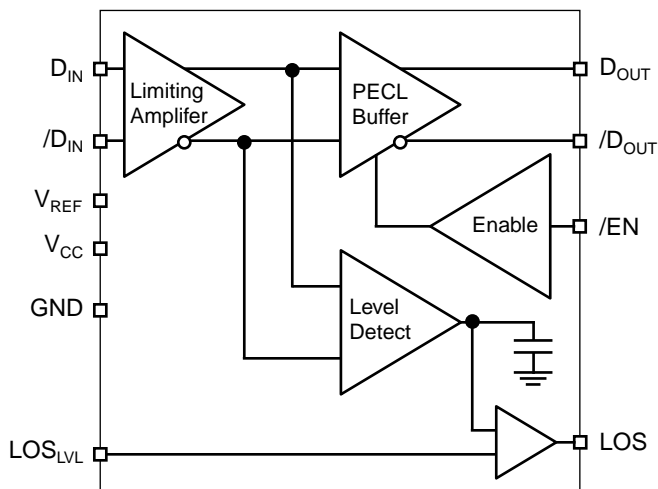 D_IN
Limiting
Amplifer
PECL
Buffer
D_OUT
/D_IN
/D_OUT
V_REF
Enable
/EN
V_CC
GND
Level
Detect
LOS_LVL
LOS